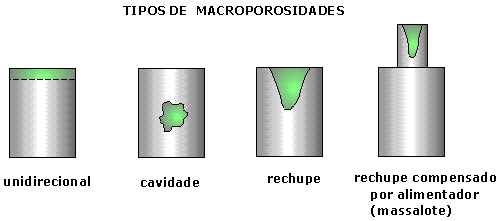 TIPOS DE MACROPOROSIDADES
unidirecional
cavidade
rechupe
rechupe compensado
por alimentador
(massalote)